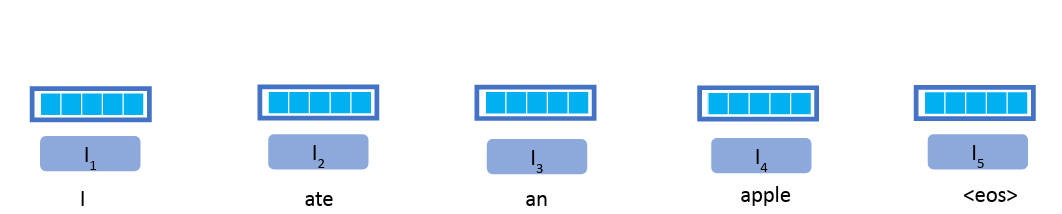 I₁ I₂ I₃ I₄ I₅
I ate an apple <eos>